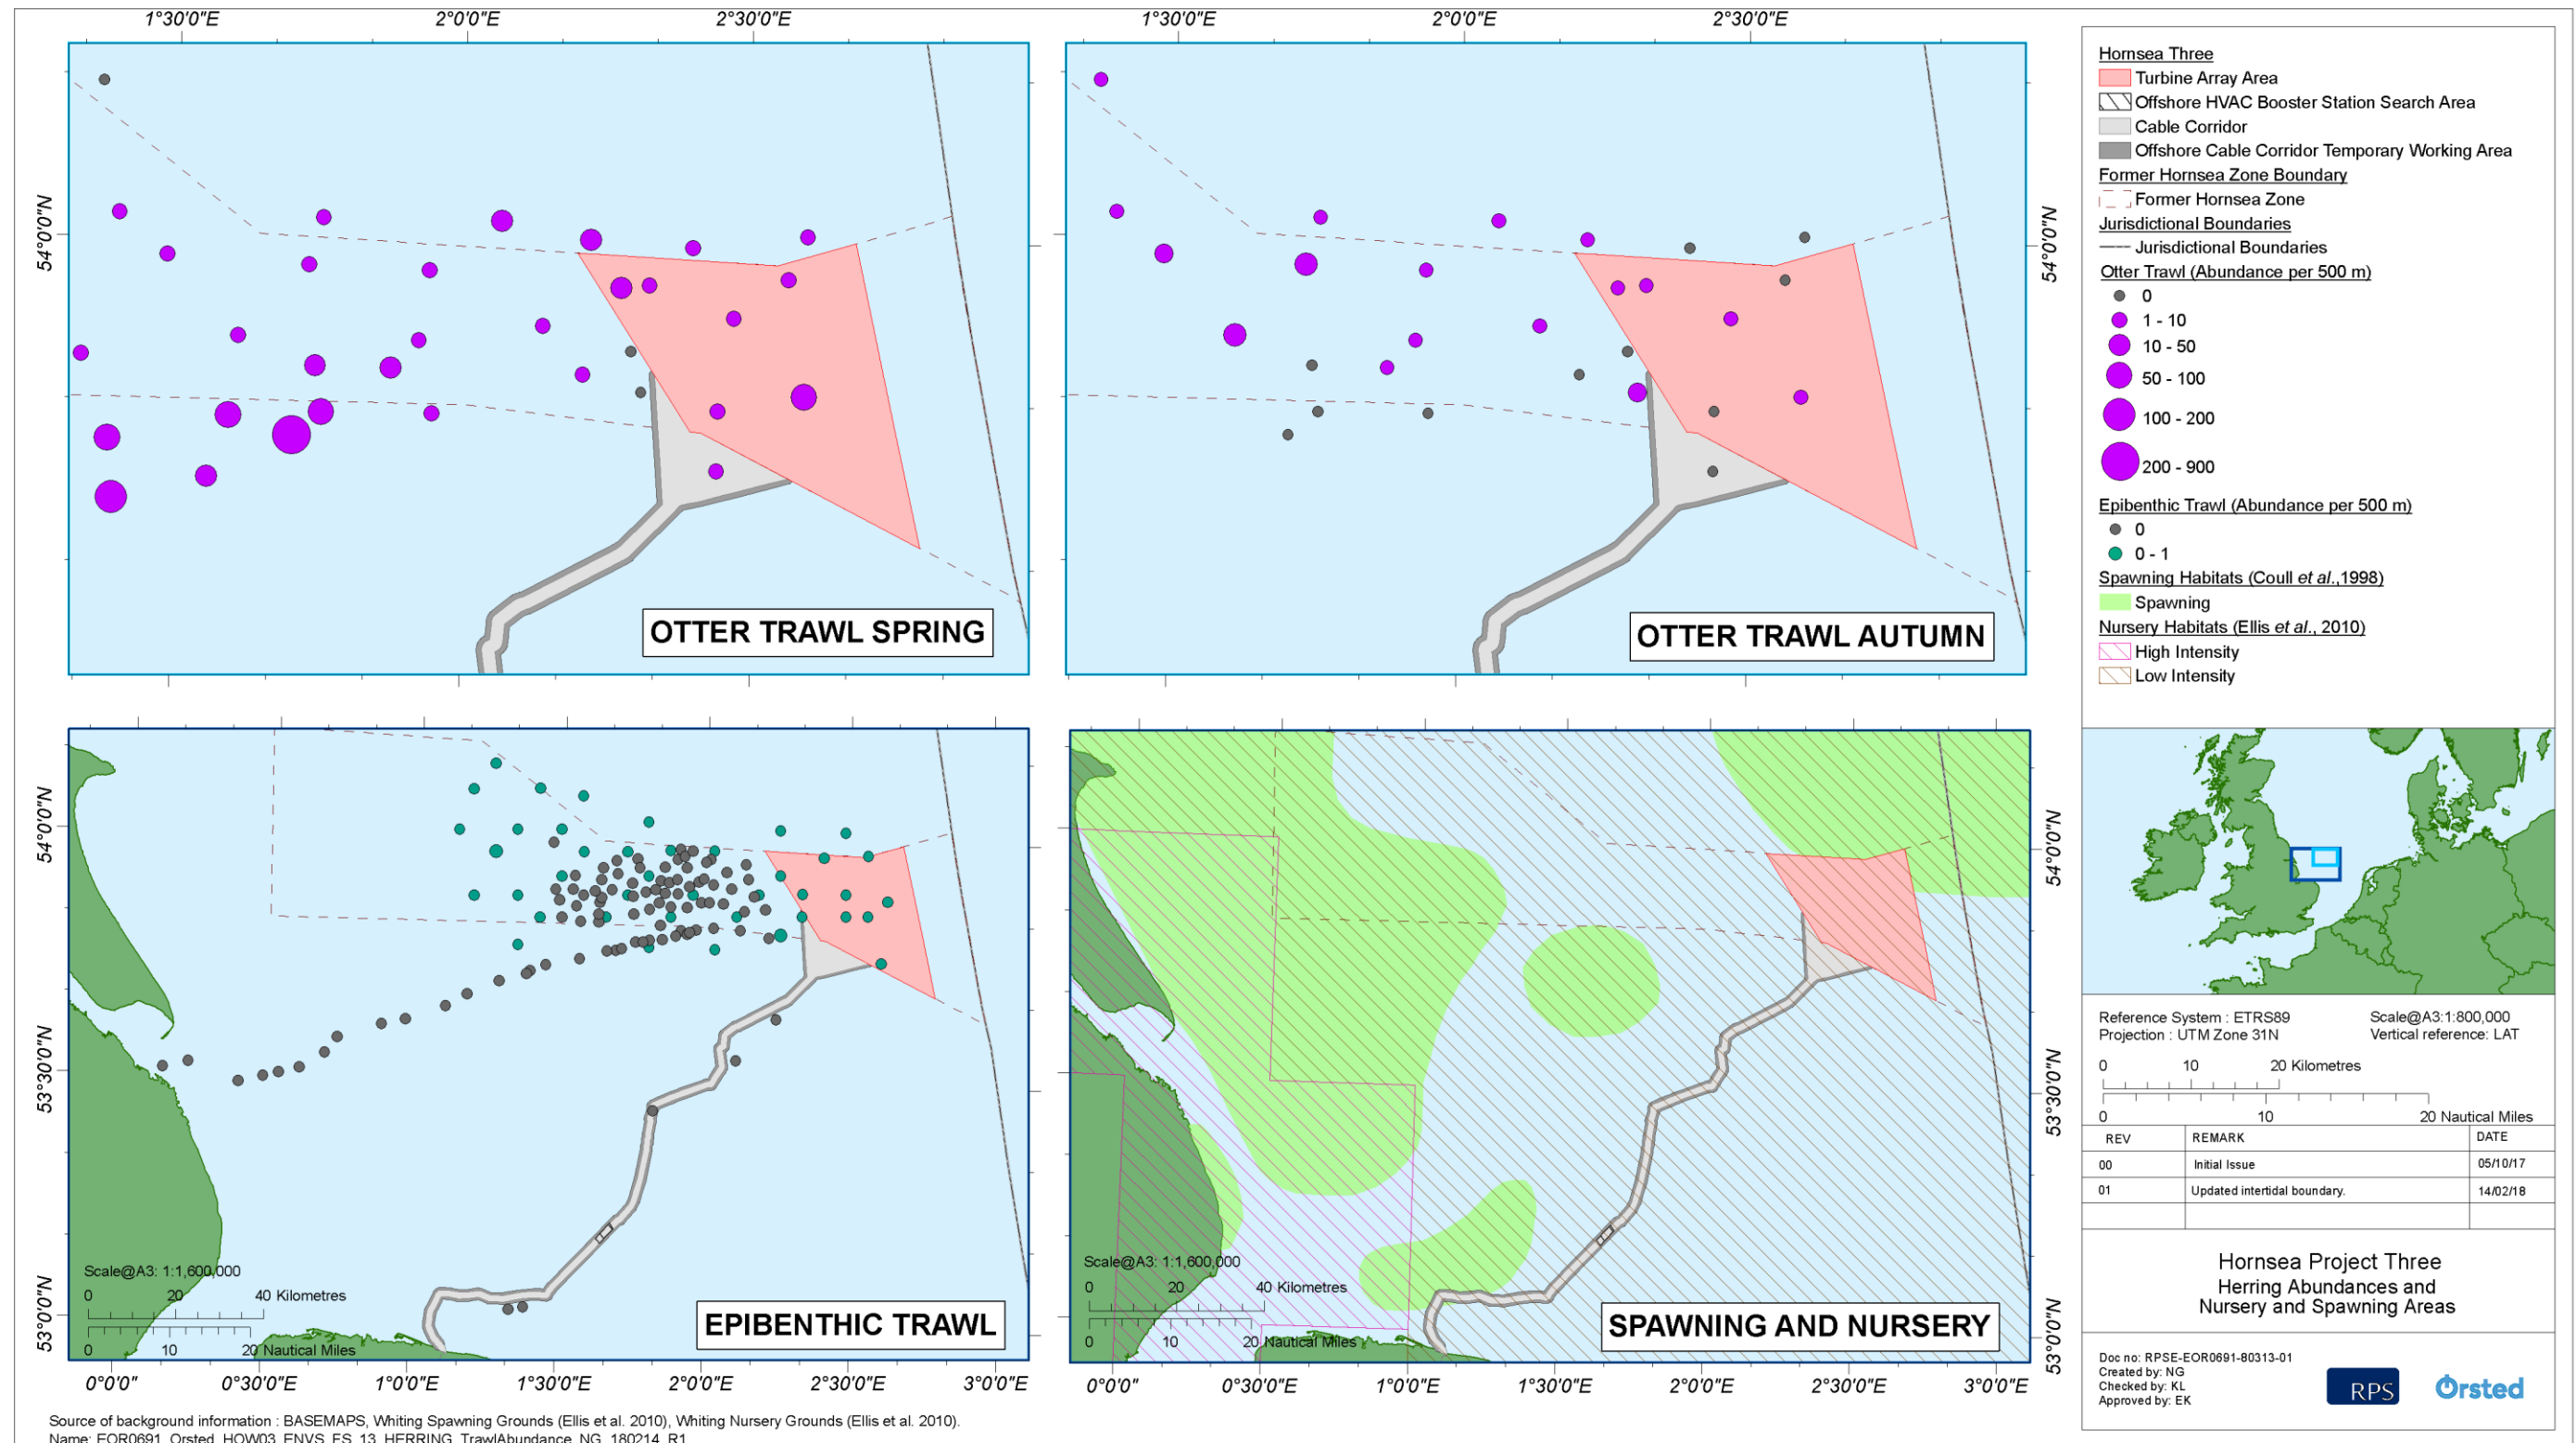 1°30'0"E
2°0'0"E
2°30'0"E
1°30'0"E
2°0'0"E
2°30'0"E
54°0'0"N
54°0'0"N
OTTER TRAWL SPRING
OTTER TRAWL AUTUMN
54°0'0"N
53°30'0"N
53°0'0"N
54°0'0"N
53°30'0"N
53°0'0"N
Scale@A3: 1:1,600,000
0 20 40 Kilometres
0 10 20 Nautical Miles
EPIBENTHIC TRAWL
Scale@A3: 1:1,600,000
0 20 40 Kilometres
0 10 20 Nautical Miles
SPAWNING AND NURSERY
0°0'0"
0°30'0"E
1°0'0"E
1°30'0"E
2°0'0"E
2°30'0"E
3°0'0"E
0°0'0"
0°30'0"E
1°0'0"E
1°30'0"E
2°0'0"E
2°30'0"E
3°0'0"E
Source of background information : BASEMAPS, Whiting Spawning Grounds (Ellis et al. 2010), Whiting Nursery Grounds (Ellis et al. 2010).
Name: EOR0691_Orsted_HOW03_ENVS_ES_13_HERRING_TrawlAbundance_NG_180214_R1
Hornsea Three
Turbine Array Area
Offshore HVAC Booster Station Search Area
Cable Corridor
Offshore Cable Corridor Temporary Working Area
Former Hornsea Zone Boundary
Former Hornsea Zone
Jurisdictional Boundaries
Jurisdictional Boundaries
Otter Trawl (Abundance per 500 m)
0
1 - 10
10 - 50
50 - 100
100 - 200
200 - 900
Epibenthic Trawl (Abundance per 500 m)
0
0 - 1
Spawning Habitats (Coull et al.,1998)
Spawning
Nursery Habitats (Ellis et al., 2010)
High Intensity
Low Intensity
Reference System : ETRS89 Scale@A3:1:800,000
Projection : UTM Zone 31N Vertical reference: LAT
0 10 20 Kilometres
0 10 20 Nautical Miles
REV REMARK DATE
00 Initial Issue 05/10/17
01 Updated intertidal boundary. 14/02/18
Hornsea Project Three
Herring Abundances and
Nursery and Spawning Areas
Doc no: RPSE-EOR0691-80313-01
Created by: NG
Checked by: KL
Approved by: EK
RPS
Ørsted